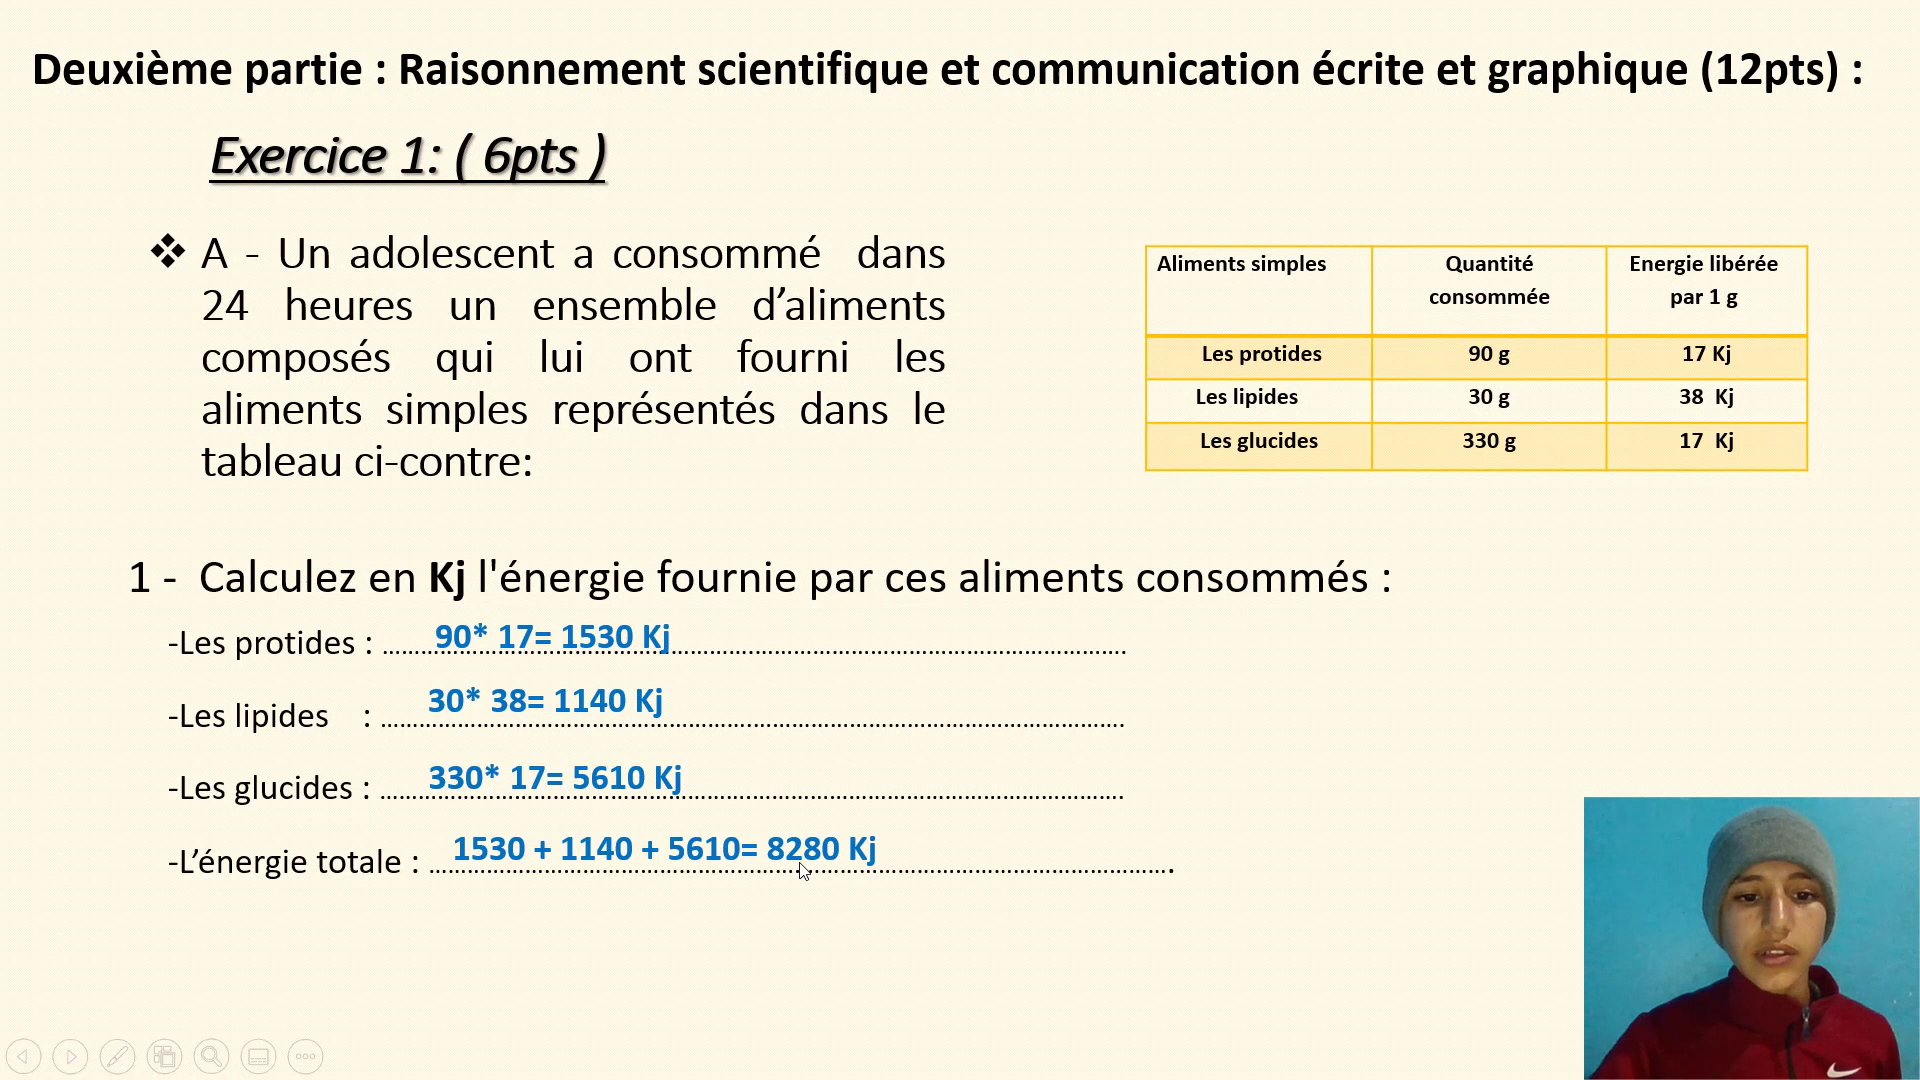 Deuxième partie : Raisonnement scientifique et communication écrite et graphique (12pts) :
Exercice 1: ( 6pts )
❖ A - Un adolescent a consommé dans
24 heures un ensemble d’aliments
composés qui lui ont fourni les
aliments simples représentés dans le
tableau ci-contre:
Aliments simples Quantité consommée Energie libérée par 1 g
Les protides 90 g 17 Kj
Les lipides 30 g 38 Kj
Les glucides 330 g 17 Kj
1 - Calculez en Kj l'énergie fournie par ces aliments consommés :
-Les protides : 90* 17= 1530 Kj
-Les lipides : 30* 38= 1140 Kj
-Les glucides : 330* 17= 5610 Kj
-L’énergie totale : 1530 + 1140 + 5610= 8280 Kj